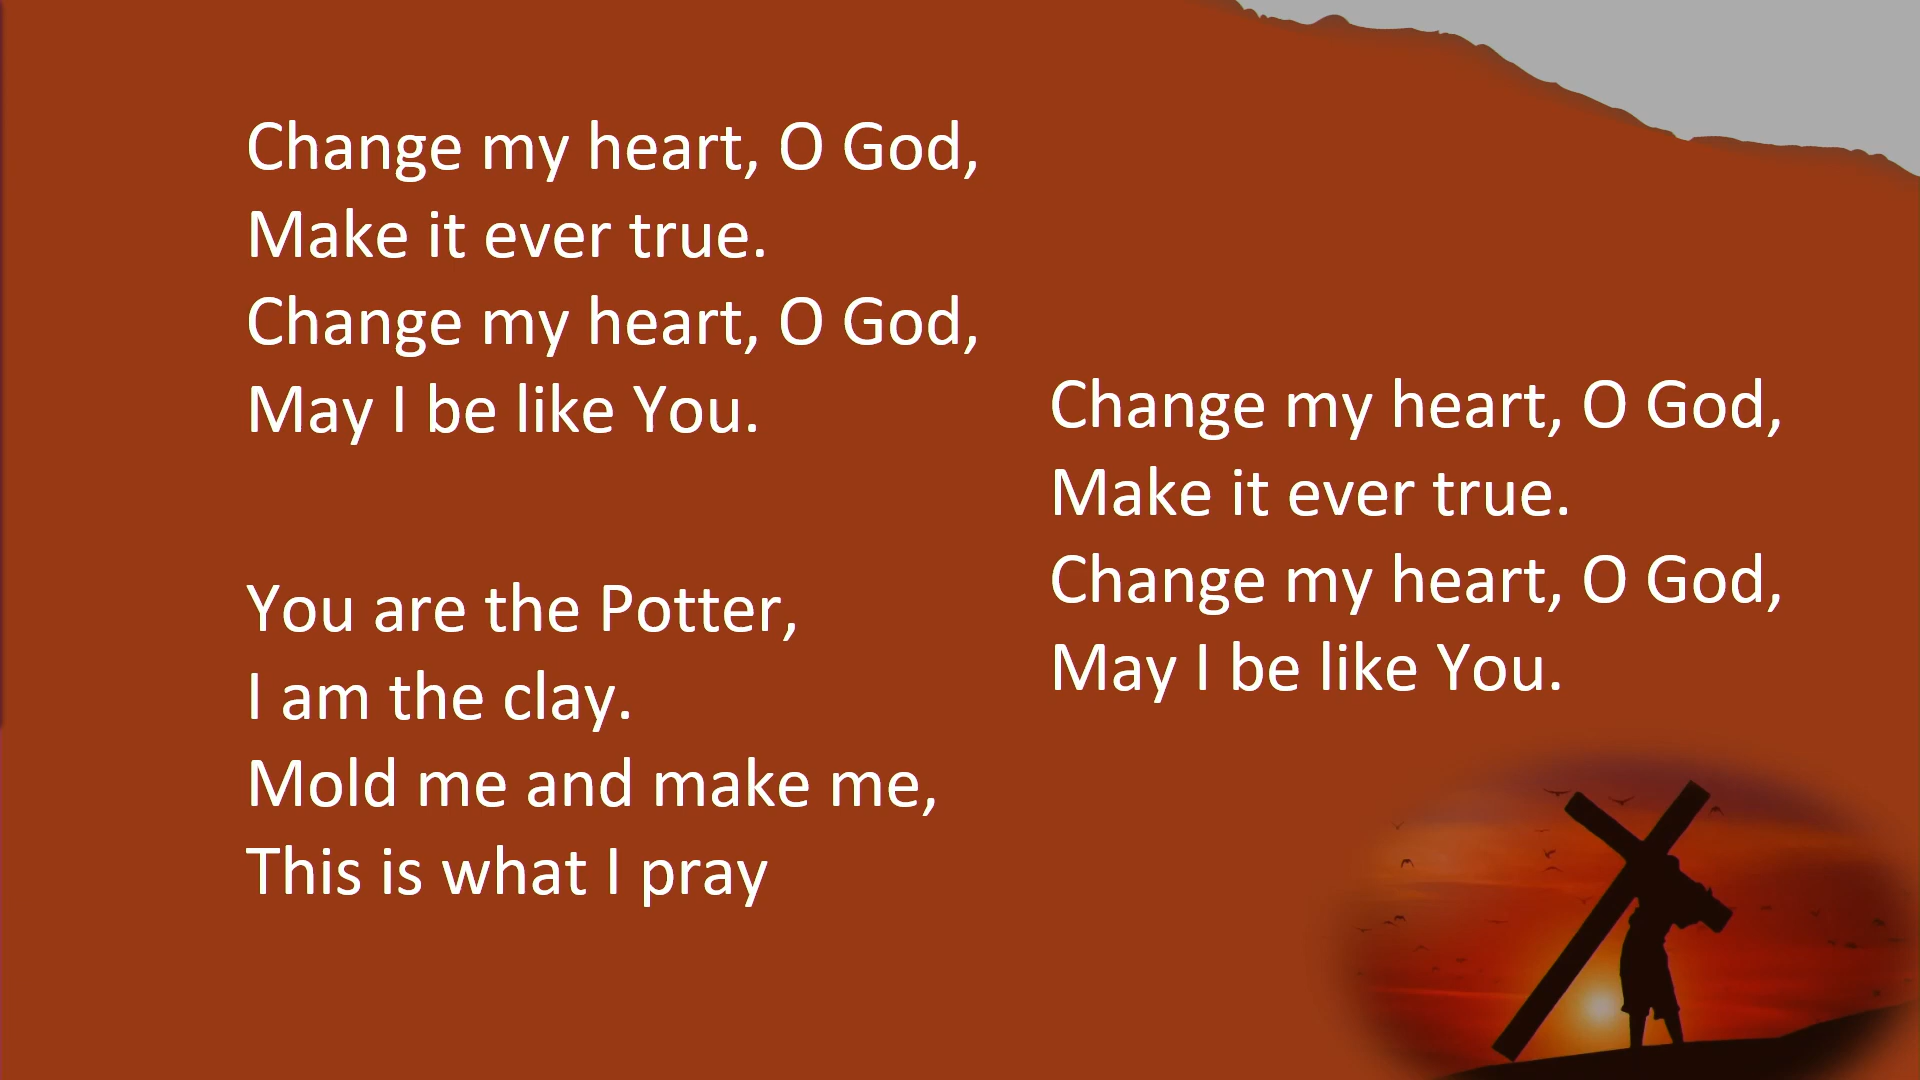 Change my heart, O God,
Make it ever true.
Change my heart, O God,
May I be like You.
You are the Potter,
I am the clay.
Mold me and make me,
This is what I pray
Change my heart, O God,
Make it ever true.
Change my heart, O God,
May I be like You.